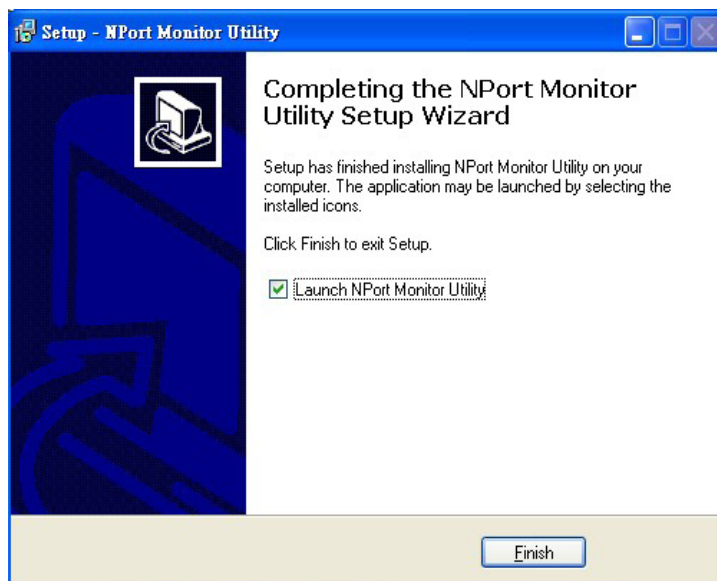 Setup - NPort Monitor Utility
Completing the NPort Monitor
Utility Setup Wizard
Setup has finished installing NPort Monitor Utility on your
computer. The application may be launched by selecting the
installed icons.
Click Finish to exit Setup.
Launch NPort Monitor Utility
Finish